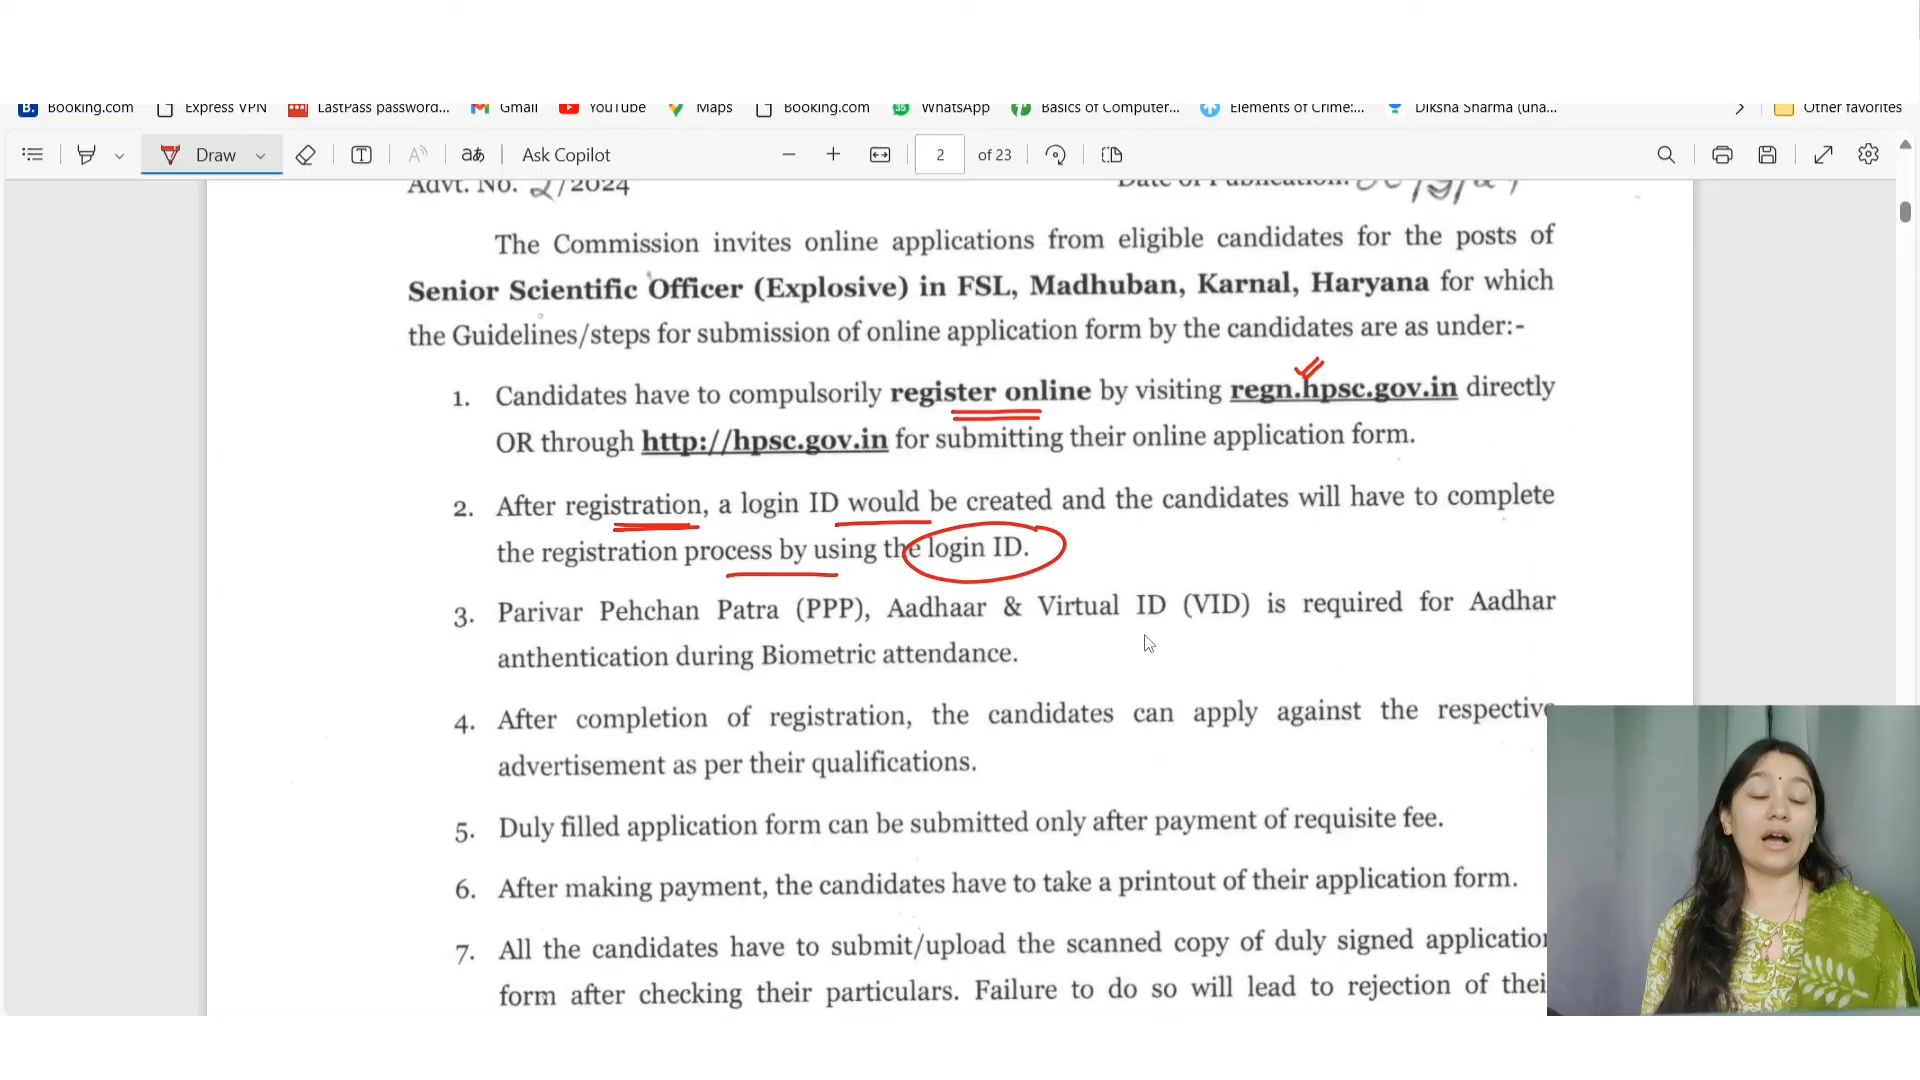 Booking.com Express VPN LastPass password... Gmail YouTube Maps Booking.com WhatsApp Basics of Computer... Elements of Crime:... Diksha Sharma (una... Other favorites
Draw Ask Copilot 2 of 23
Advt. No. 2/2024 Date of Publication:
The Commission invites online applications from eligible candidates for the posts of
Senior Scientific Officer (Explosive) in FSL, Madhuban, Karnal, Haryana for which
the Guidelines/steps for submission of online application form by the candidates are as under:-
1. Candidates have to compulsorily register online by visiting regn.hpsc.gov.in directly
OR through http://hpsc.gov.in for submitting their online application form.
2. After registration, a login ID would be created and the candidates will have to complete
the registration process by using the login ID.
3. Parivar Pehchan Patra (PPP), Aadhaar & Virtual ID (VID) is required for Aadhar
anthentication during Biometric attendance.
4. After completion of registration, the candidates can apply against the respective
advertisement as per their qualifications.
5. Duly filled application form can be submitted only after payment of requisite fee.
6. After making payment, the candidates have to take a printout of their application form.
7. All the candidates have to submit/upload the scanned copy of duly signed application
form after checking their particulars. Failure to do so will lead to rejection of thei